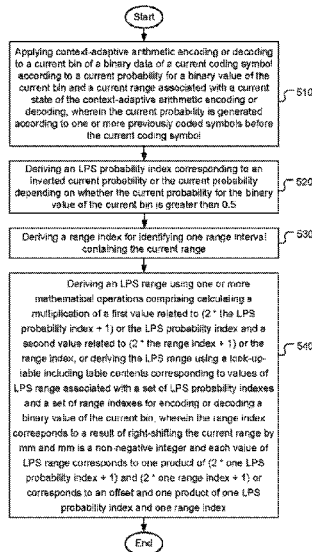 Start
Applying context-adaptive arithmetic encoding or decoding
to a current bin of a binary data of a current coding symbol
according to a current probability for a binary value of the
current bin and a current range associated with a current
state of the context-adaptive arithmetic encoding or
decoding, wherein the current probability is generated
according to one or more previously coded symbols before
the current coding symbol
510
Deriving an LPS probability index corresponding to an
inverted current probability or the current probability
depending on whether the current probability for the binary
value of the current bin is greater than 0.5
520
Deriving a range index for identifying one range interval
containing the current range
530
Deriving an LPS range using one or more
mathematical operations comprising calculating a
multiplication of a first value related to (2 * the LPS
probability index + 1) or the LPS probability index and a
second value related to (2 * the range index + 1) or
the range index, or deriving the LPS range using a look-up-
table including table contents corresponding to values of
LPS range associated with a set of LPS probability indexes
and a set of range indexes for encoding or decoding a
binary value of the current bin, wherein the range index
corresponds to a result of right-shifting the current range by
mm and mm is a non-negative integer and each value of
LPS range corresponds to one product of (2 * one LPS
probability index + 1) and (2 * one range index + 1) or
corresponds to an offset and one product of one LPS
probability index and one range index
540
End